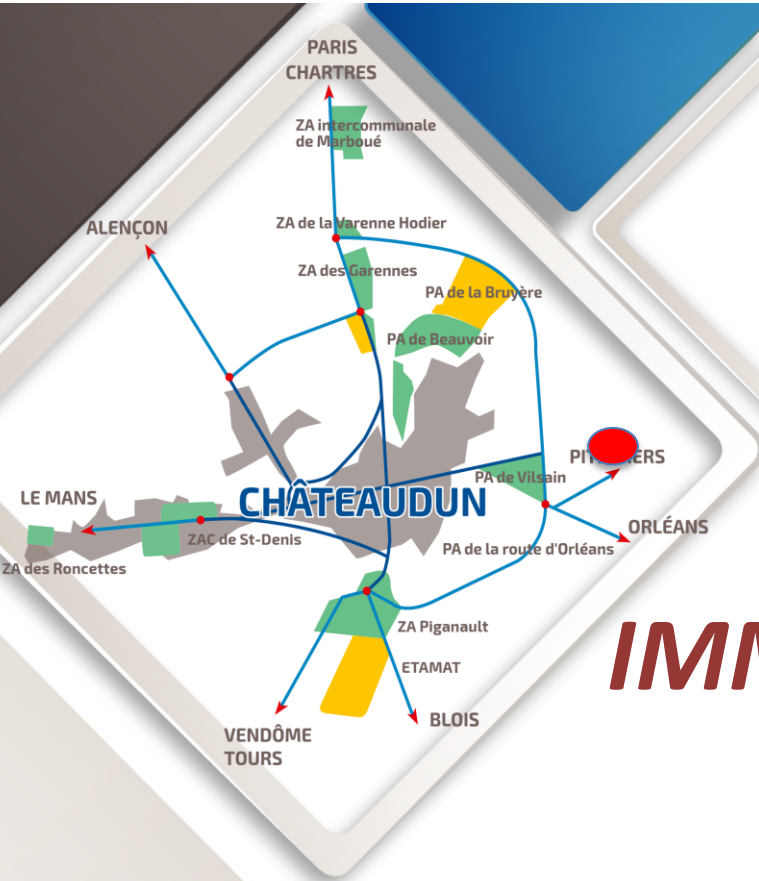 PARIS
CHARTRES
ZA intercommunale
de Marboué
ALENÇON
ZA de la Varenne Hodier
ZA des Garennes
PA de la Bruyère
PA de Beauvoir
PA de Vilsain
LE MANS
CHÂTEAUDUN
ORLÉANS
ZAC de St-Denis
PA de la route d'Orléans
ZA des Roncettes
ZA Piganault
ETAMAT
BLOIS
VENDÔME
TOURS